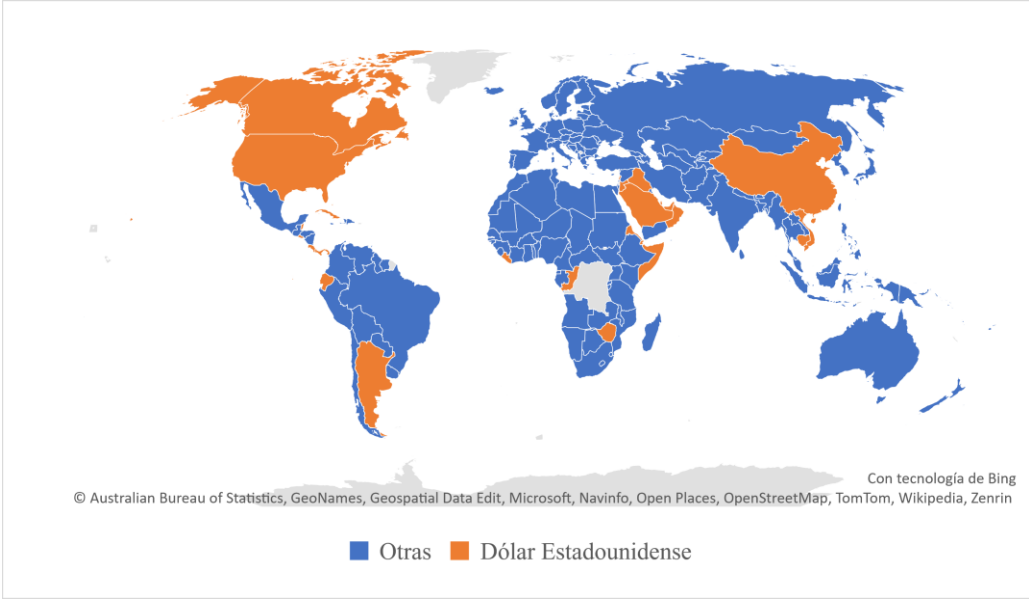 Con tecnología de Bing
© Australian Bureau of Statistics, GeoNames, Geospatial Data Edit, Microsoft, Navinfo, Open Places, OpenStreetMap, TomTom, Wikipedia, Zenrin
Otras Dólar Estadounidense